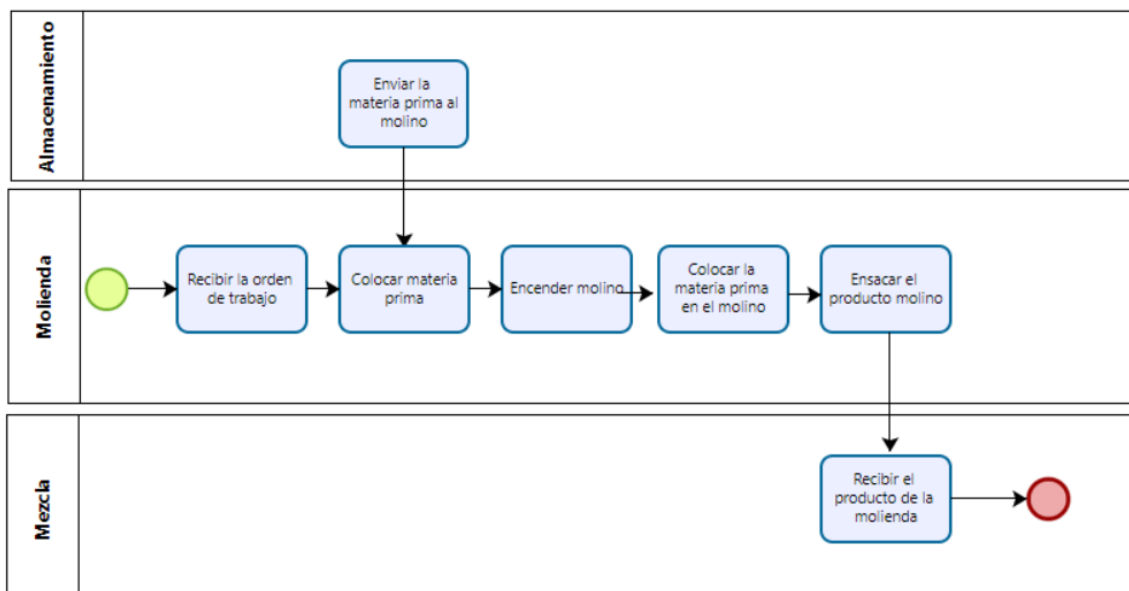 Almacenamiento
Enviar la
materia prima al
molino
Molienda
Recibir la orden
de trabajo
Colocar materia
prima
Encender molino
Colocar la
materia prima
en el molino
Ensacar el
producto molino
Mezcla
Recibir el
producto de la
molienda